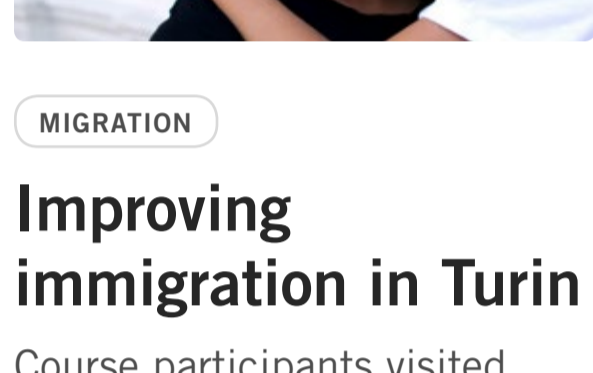 MIGRATION
Improving
immigration in Turin
Course participants visited